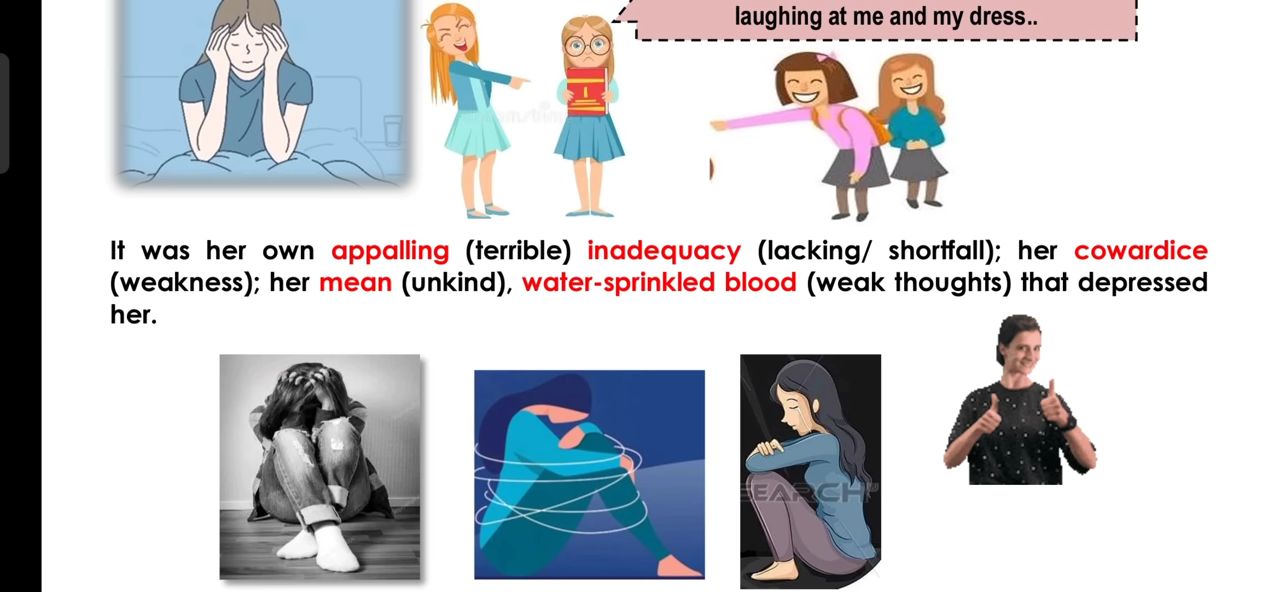 laughing at me and my dress..
It was her own appalling (terrible) inadequacy (lacking/ shortfall); her cowardice
(weakness); her mean (unkind), water-sprinkled blood (weak thoughts) that depressed
her.